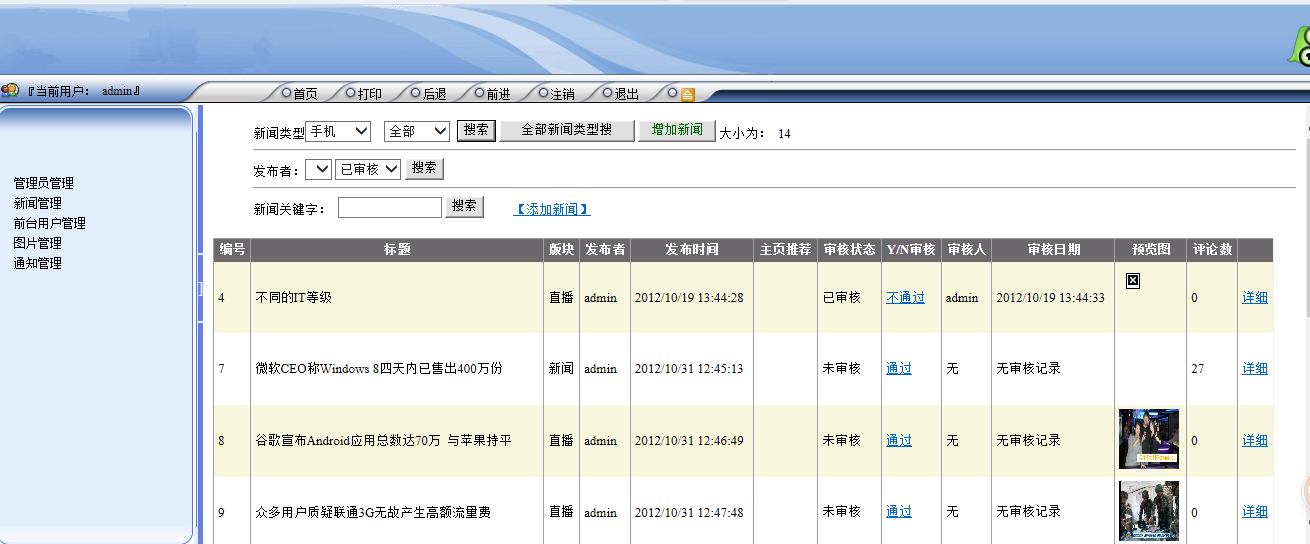 『当前用户： admin』
首页 打印 后退 前进 注销 退出
新闻类型 手机 全部 搜索 全部新闻类型搜 增加新闻 大小为： 14
发布者： 已审核 搜索
新闻关键字： 搜索 【添加新闻】
管理员管理
新闻管理
前台用户管理
图片管理
通知管理
编号 标题 版块 发布者 发布时间 主页推荐 审核状态 Y/N审核 审核人 审核日期 预览图 评论数
4 不同的IT等级 直播 admin 2012/10/19 13:44:28 已审核 不通过 admin 2012/10/19 13:44:33 0 详细
7 微软CEO称Windows 8四天内已售出400万份 新闻 admin 2012/10/31 12:45:13 未审核 通过 无 无审核记录 27 详细
8 谷歌宣布Android应用总数达70万 与苹果持平 直播 admin 2012/10/31 12:46:49 未审核 通过 无 无审核记录 0 详细
9 众多用户质疑联通3G无故产生高额流量费 直播 admin 2012/10/31 12:47:48 未审核 通过 无 无审核记录 0 详细